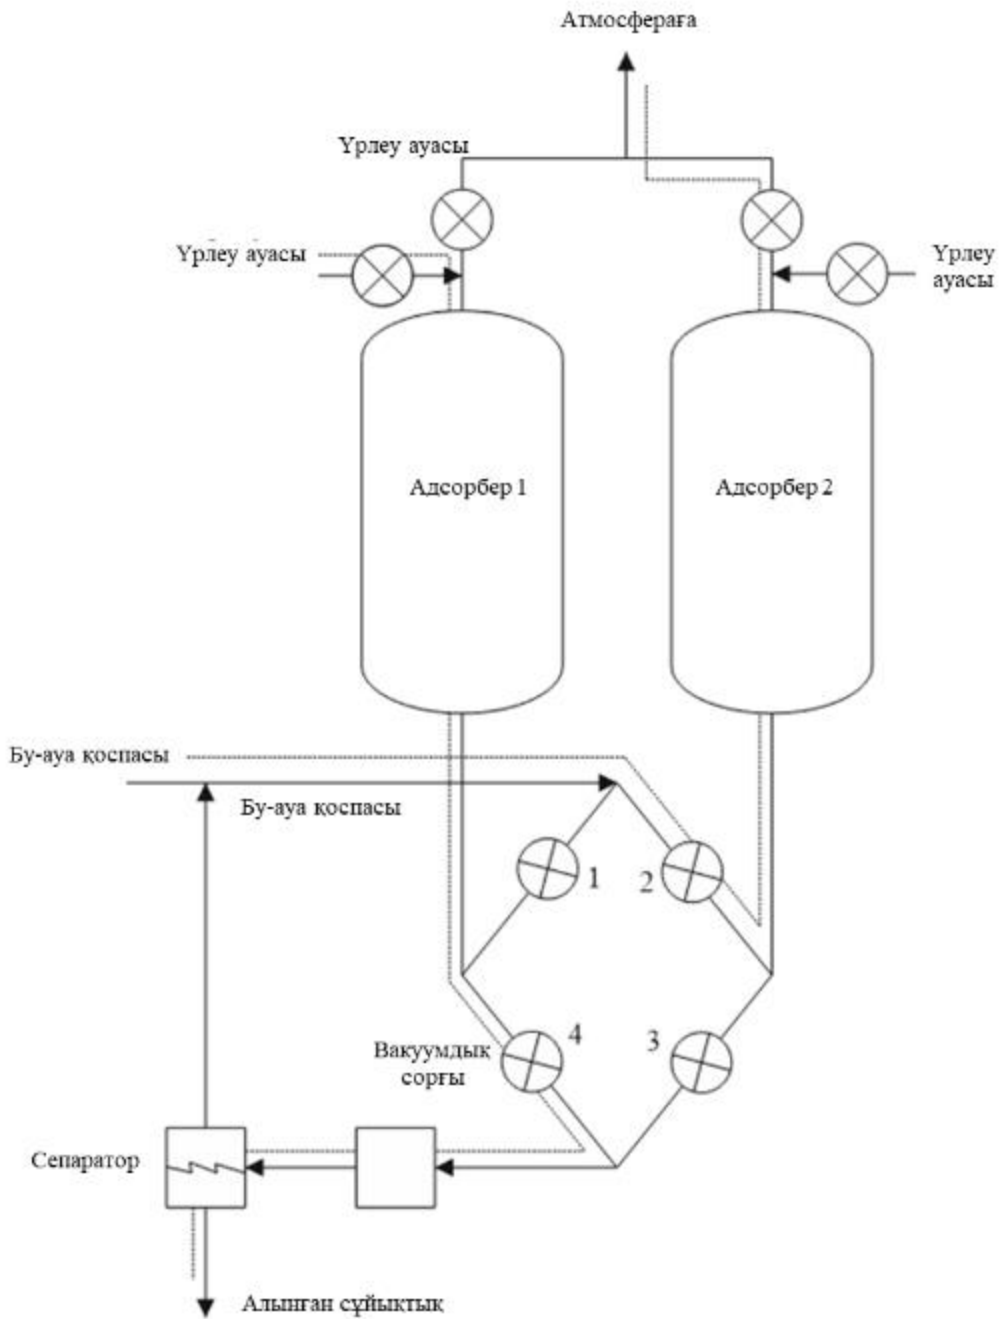 Атмосфераға
Үрлеу ауасы
Үрлеу ауасы
Үрлеу
ауасы
Адсорбер 1
Адсорбер 2
Бу-ауа қоспасы
Бу-ауа қоспасы
1
2
4
3
Вакуумдық
сорғы
Сепаратор
Алынған сұйықтық